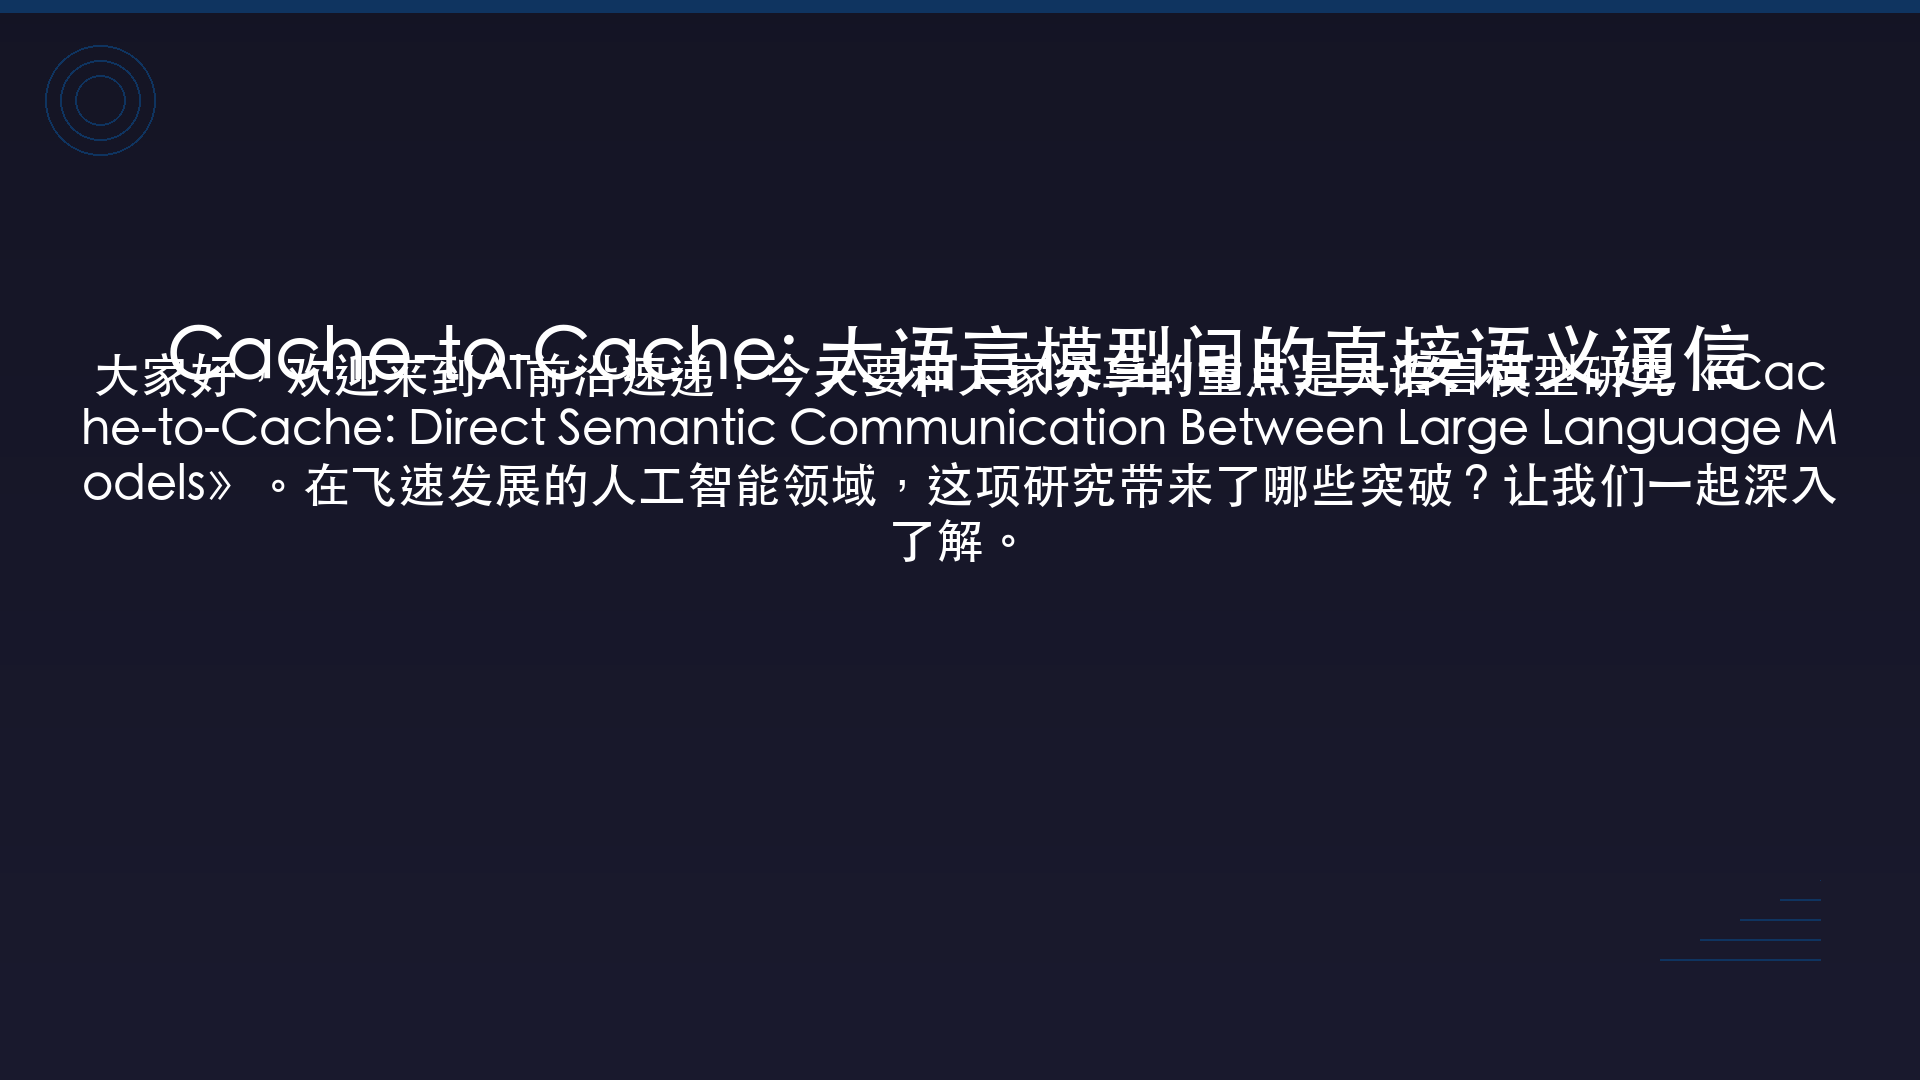 Cache-to-Cache: 大语言模型间的直接语义通信
大家好，欢迎来到AI前沿速递！今天要和大家分享的重点是大语言模型研究《Cac
he-to-Cache: Direct Semantic Communication Between Large Language M
odels》。在飞速发展的人工智能领域，这项研究带来了哪些突破？让我们一起深入
了解。